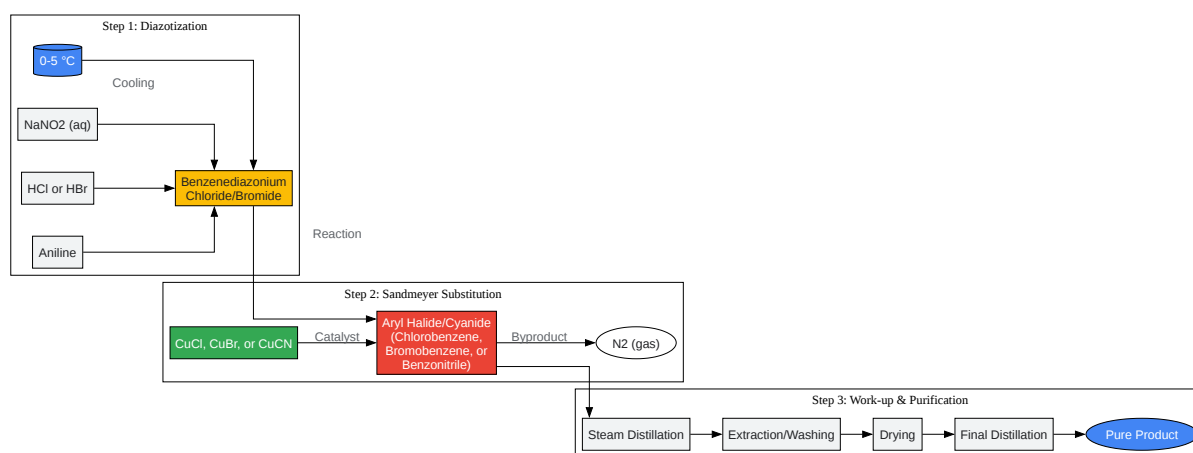 Step 1: Diazotization
0-5 °C
Cooling
NaNO2 (aq)
HCl or HBr
Benzenediazonium
Chloride/Bromide
Aniline
Reaction
Step 2: Sandmeyer Substitution
CuCl, CuBr, or CuCN
Catalyst
Aryl Halide/Cyanide
(Chlorobenzene,
Bromobenzene, or
Benzonitrile)
Byproduct
N2 (gas)
Step 3: Work-up & Purification
Steam Distillation
Extraction/Washing
Drying
Final Distillation
Pure Product